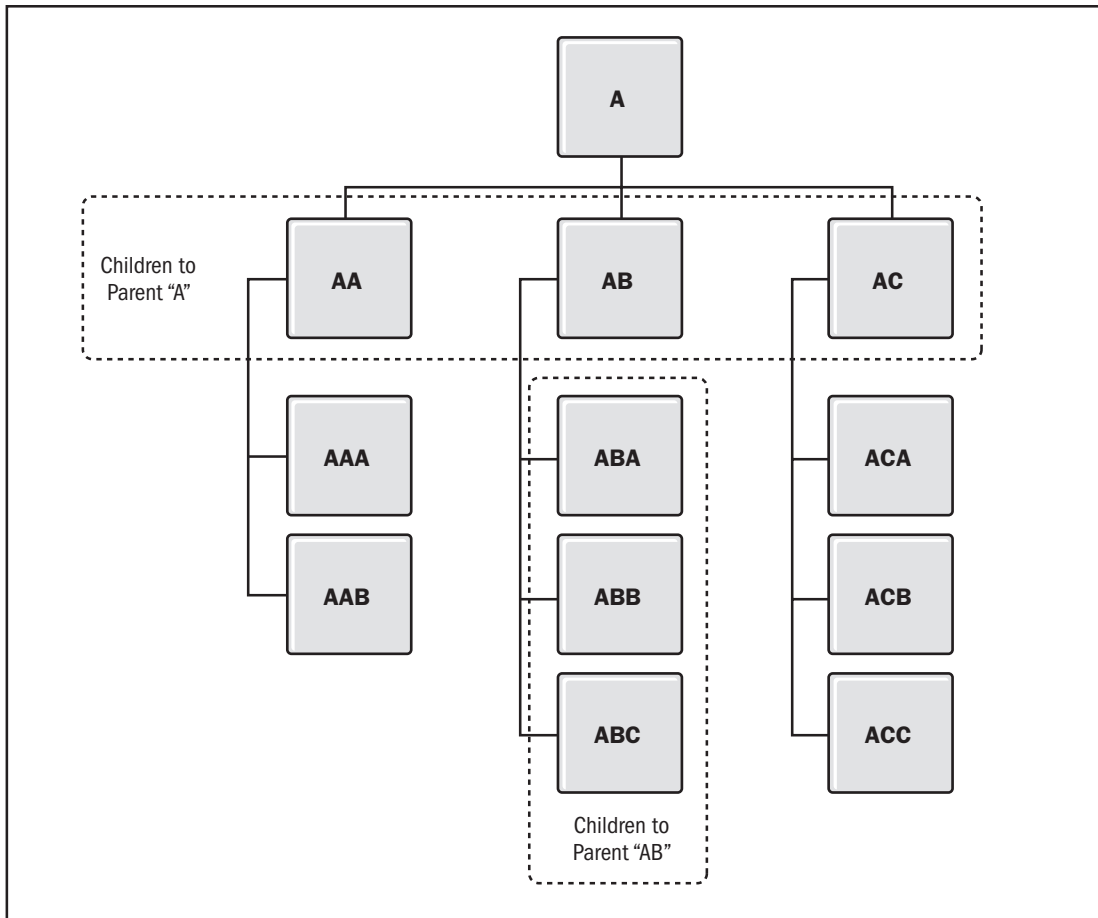 A
Children to
Parent “A”
AA
AB
AC
AAA
ABA
ACA
AAB
ABB
ACB
ABC
ACC
Children to
Parent “AB”